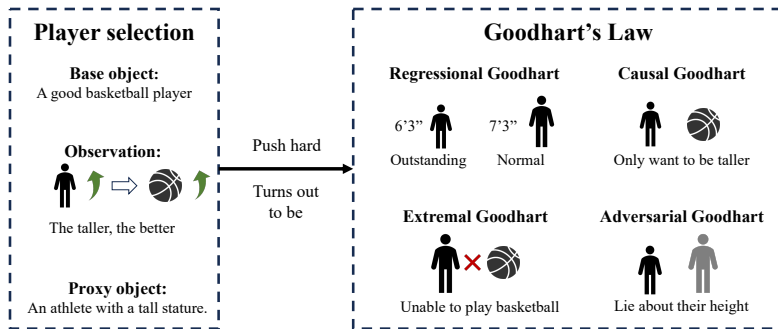 Player selection
Base object:
A good basketball player
Observation:
The taller, the better
Proxy object:
An athlete with a tall stature.
Push hard
Turns out
to be
Goodhart’s Law
Regressional Goodhart
6’3”
7’3”
Outstanding
Normal
Causal Goodhart
Only want to be taller
Extremal Goodhart
Unable to play basketball
Adversarial Goodhart
Lie about their height